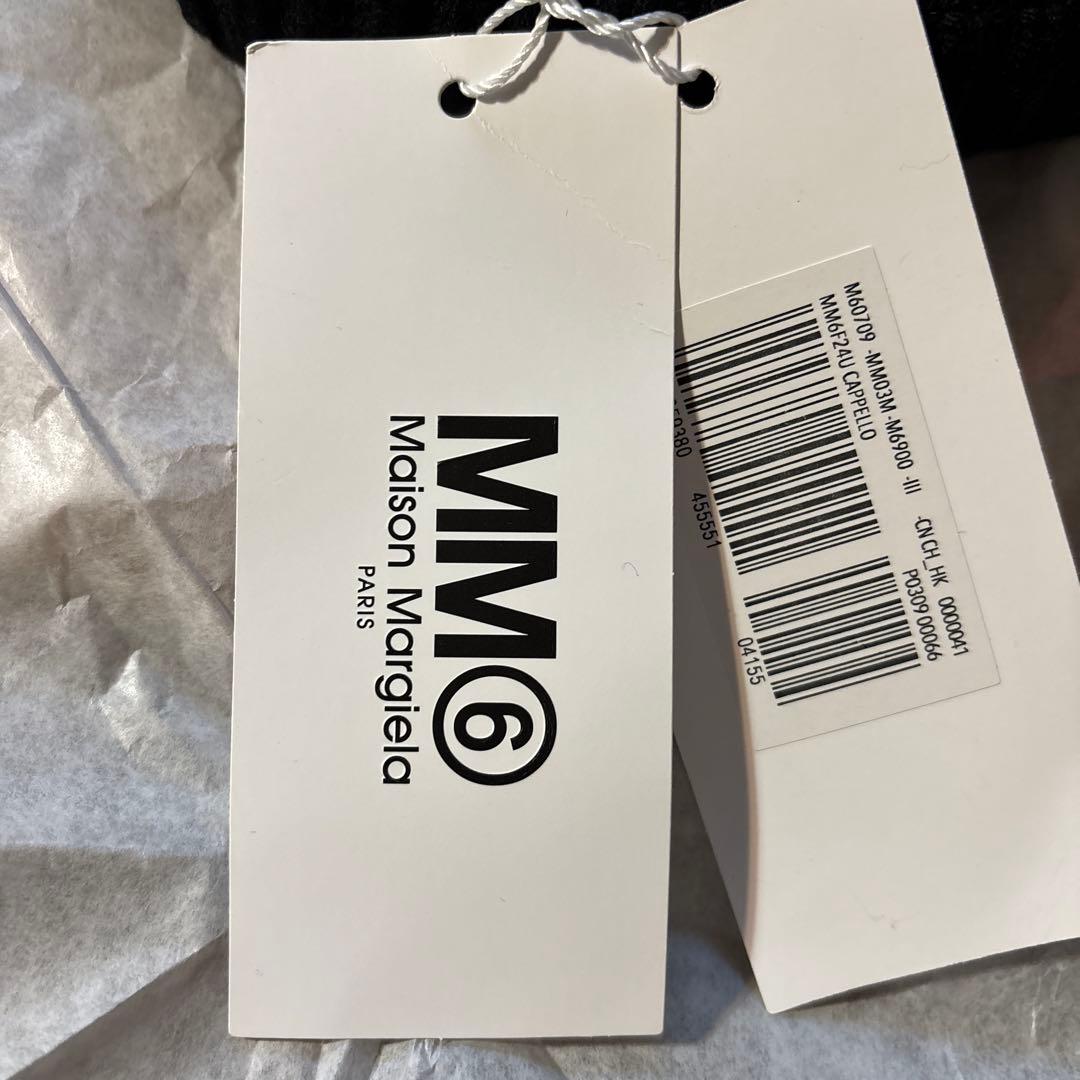 MM6
Maison Margiela
PARIS
M60709 -MM03M -M6900 -III -CN CH_HK 0000041
MM6F24U CAPPELLO P0309 00066
455551
04155